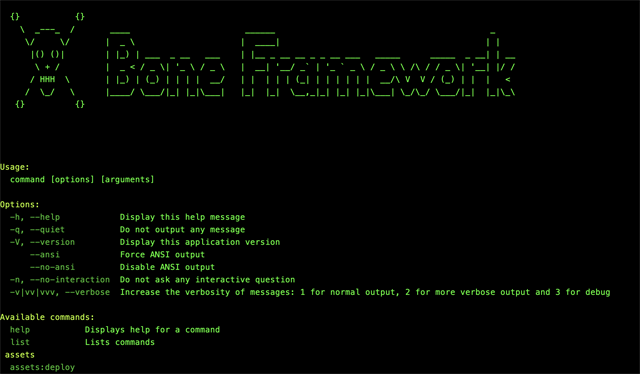 Bone Framework
Usage:
command [options] [arguments]
Options:
-h, --help Display this help message
-q, --quiet Do not output any message
-V, --version Display this application version
--ansi Force ANSI output
--no-ansi Disable ANSI output
-n, --no-interaction Do not ask any interactive question
-v|vv|vvv, --verbose Increase the verbosity of messages: 1 for normal output, 2 for more verbose output and 3 for debug
Available commands:
help Displays help for a command
list Lists commands
assets
assets:deploy